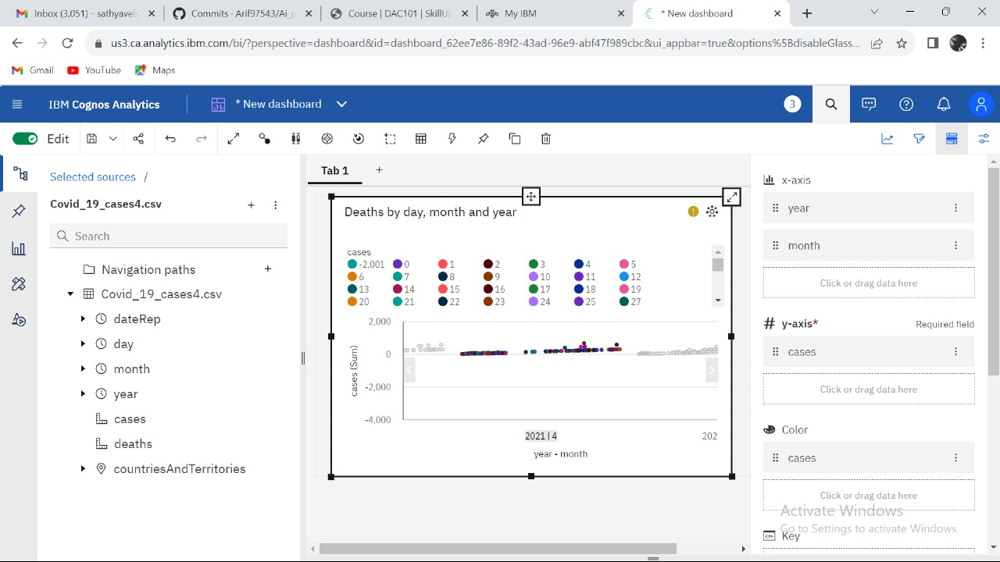 Inbox (3,051) - srihyavels
Commits - Arif97543/Ai_p
Course | DAC101 | Skill
My IBM
* New dashboard
us3.ca.analytics.ibm.com/bi/?perspective=dashboard&id=dashboard_62ee7e86-89f2-43ad-96e9-abf47f989cbc&ui_appbar=true&options%5BdisableGlass...
Gmail YouTube Maps
IBM Cognos Analytics * New dashboard 3
Edit
Selected sources /
Covid_19_cases4.csv
Search
Navigation paths
Covid_19_cases4.csv
dateRep
day
month
year
cases
deaths
countriesAndTerritories
Tab 1
Deaths by day, month and year
cases
-2,001 0 1 2 3 4 5
6 7 8 9 10 11 12
13 14 15 16 17 18 19
20 21 22 23 24 25 27
2,000
0
-2,000
-4,000
cases (Sum)
2021 | 4 202
year - month
x-axis
year
month
Click or drag data here
y-axis* Required field
cases
Click or drag data here
Color
cases
Click or drag data here
Activate Windows
Go to Settings to activate Windows.
Key